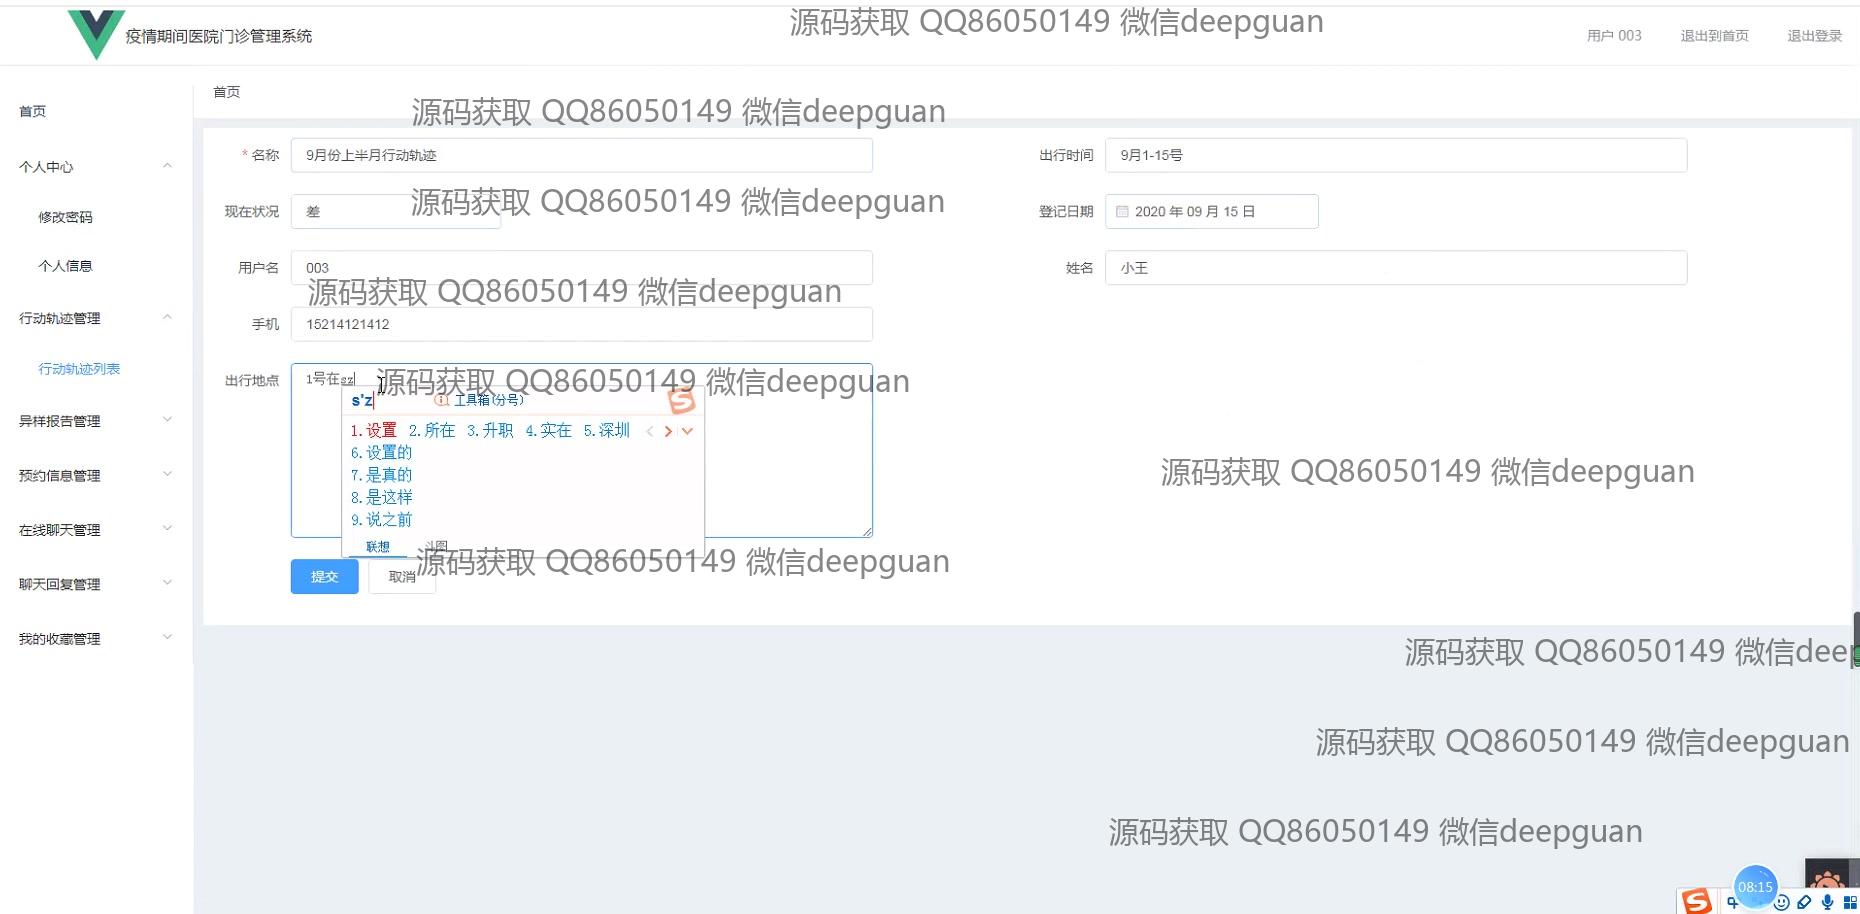 源码获取 QQ86050149 微信deepguan
疫情期间医院门诊管理系统
用户 003
退出到首页
退出登录
首页
个人中心
修改密码
个人信息
行动轨迹管理
行动轨迹列表
异样报告管理
预约信息管理
在线聊天管理
聊天回复管理
我的收藏管理
首页
源码获取 QQ86050149 微信deepguan
* 名称 9月份上半月行动轨迹
出行时间 9月1-15号
源码获取 QQ86050149 微信deepguan
现在状况 差
登记日期 2020 年 09 月 15 日
用户名 003
姓名 小王
源码获取 QQ86050149 微信deepguan
手机 15214121412
出行地点 1号在sz
源码获取 QQ86050149 微信deepguan
s'z 工具箱(分号)
1.设置 2.所在 3.升职 4.实在 5.深圳
6.设置的
7.是真的
8.是这样
9.说之前
联想 斗图
源码获取 QQ86050149 微信deepguan
源码获取 QQ86050149 微信deepguan
提交 取消
源码获取 QQ86050149 微信deep
源码获取 QQ86050149 微信deepguan
源码获取 QQ86050149 微信deepguan
08:15